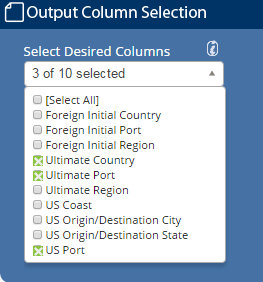 Output Column Selection
Select Desired Columns
3 of 10 selected
[Select All]
Foreign Initial Country
Foreign Initial Port
Foreign Initial Region
Ultimate Country
Ultimate Port
Ultimate Region
US Coast
US Origin/Destination City
US Origin/Destination State
US Port